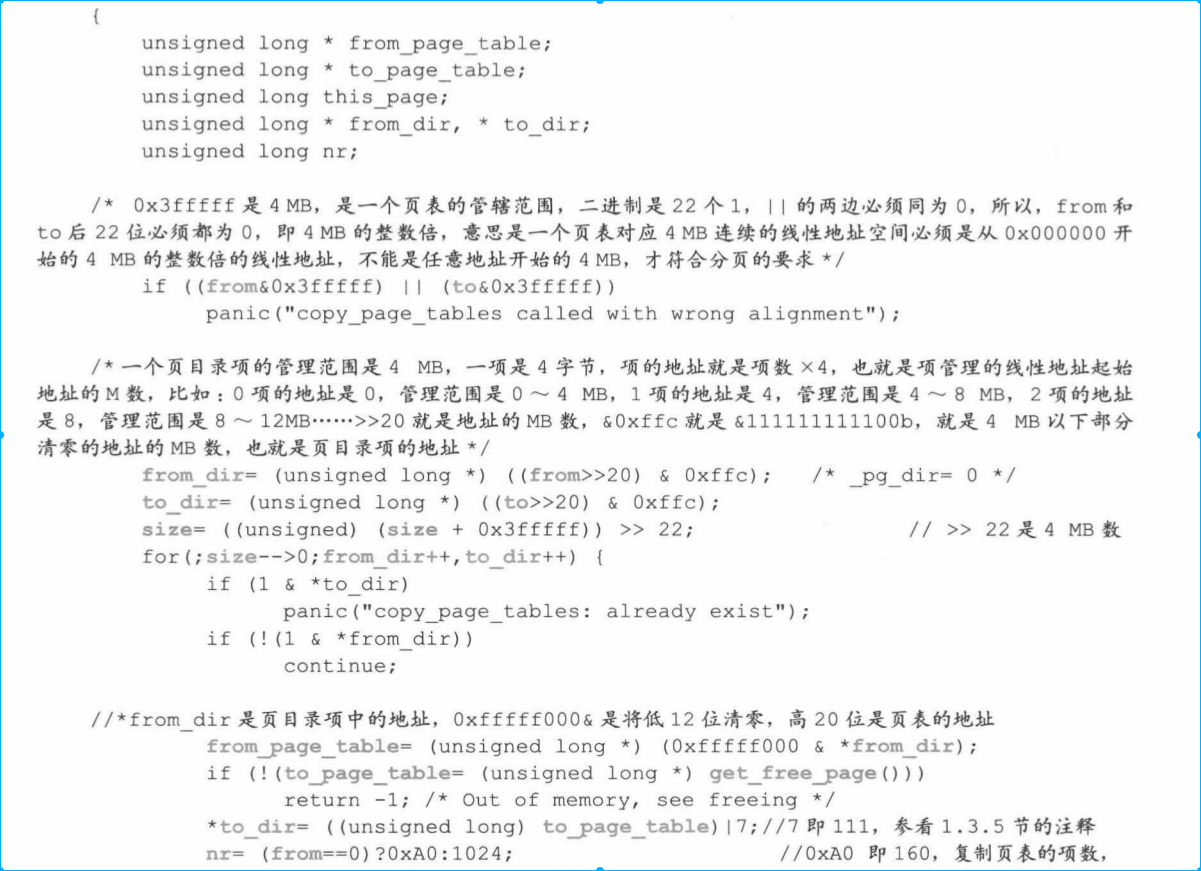 {
unsigned long * from_page_table;
unsigned long * to_page_table;
unsigned long this_page;
unsigned long * from_dir, * to_dir;
unsigned long nr;
/* 0x3fffff 是 4 MB，是一个页表的管辖范围，二进制是 22 个 1，|| 的两边必须同为 0，所以，from 和
to 后 22 位必须都为 0，即 4 MB 的整数倍，意思是一个页表对应 4 MB 连续的线性地址空间必须是从 0x000000 开
始的 4 MB 的整数倍的线性地址，不能是任意地址开始的 4 MB，才符合分页的要求 */
if ((from&0x3fffff) || (to&0x3fffff))
panic("copy_page_tables called with wrong alignment");
/* 一个页目录项的管理范围是 4 MB，一项是 4 字节，项的地址就是项数 ×4，也就是项管理的线性地址起始
地址的 M 数，比如：0 项的地址是 0，管理范围是 0 ～ 4 MB，1 项的地址是 4，管理范围是 4 ～ 8 MB，2 项的地址
是 8，管理范围是 8 ～ 12MB……>>20 就是地址的 MB 数，&0xffc 就是 &111111111100b，就是 4 MB 以下部分
清零的地址的 MB 数，也就是页目录项的地址 */
from_dir= (unsigned long *) ((from>>20) & 0xffc); /* _pg_dir= 0 */
to_dir= (unsigned long *) ((to>>20) & 0xffc);
size= ((unsigned) (size + 0x3fffff)) >> 22; // >> 22 是 4 MB 数
for(;size-->0;from_dir++,to_dir++) {
if (1 & *to_dir)
panic("copy_page_tables: already exist");
if (!(1 & *from_dir))
continue;
//*from_dir 是页目录项中的地址，0xfffff000& 是将低 12 位清零，高 20 位是页表的地址
from_page_table= (unsigned long *) (0xfffff000 & *from_dir);
if (!(to_page_table= (unsigned long *) get_free_page()))
return -1; /* Out of memory, see freeing */
*to_dir= ((unsigned long) to_page_table)|7;//7 即 111，参看 1.3.5 节的注释
nr= (from==0)?0xA0:1024; //0xA0 即 160，复制页表的项数，